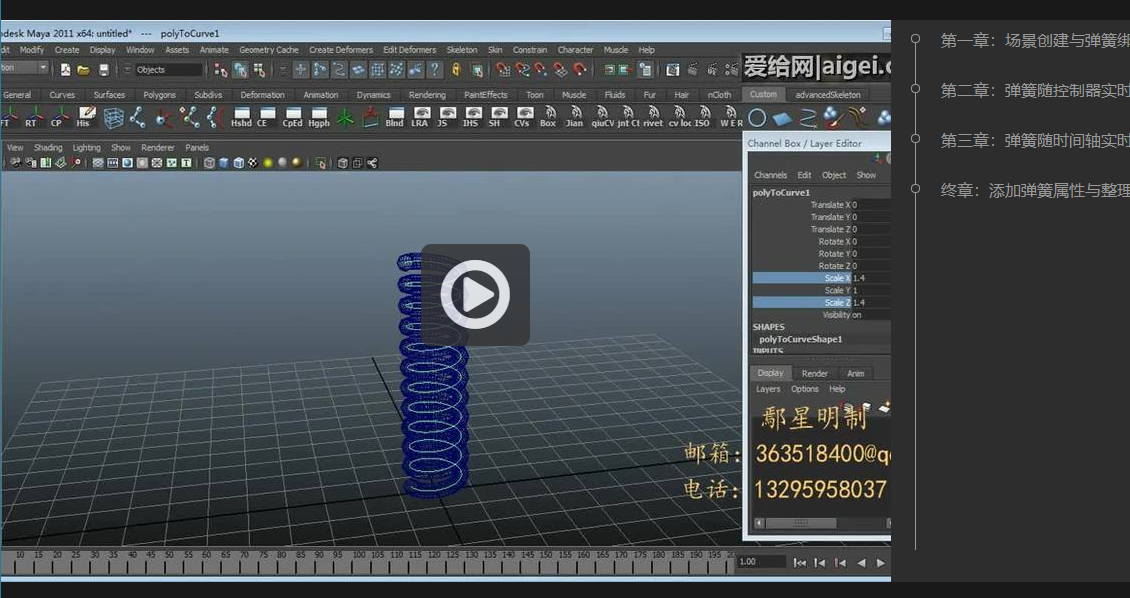 odesk Maya 2011 x64: untitled* --- polyToCurve1
dit Modify Create Display Window Assets Animate Geometry Cache Create Deformers Edit Deformers Skeleton Skin Constrain Character Muscle Help
tion Objects
爱给网|aigei.c
General Curves Surfaces Polygons Subdivs Deformation Animation Dynamics Rendering PaintEffects Toon Muscle Fluids Fur Hair nCloth Custom advancedSkeleton
FT RT CP His Hshd CE CpEd Hgph Blnd LRA JS IHS SH CVs Box Jian qiuCV jnt Ct rivet cv loc ISO W E R
View Shading Lighting Show Renderer Panels
Channel Box / Layer Editor
Channels Edit Object Show
polyToCurve1
Translate X 0
Translate Y 0
Translate Z 0
Rotate X 0
Rotate Y 0
Rotate Z 0
Scale X 1.4
Scale Y 1
Scale Z 1.4
Visibility on
SHAPES
polyToCurveShape1
INPUTS
Display Render Anim
Layers Options Help
鄢星明制
邮箱: 363518400@qq
电话: 13295958037
10 15 20 25 30 35 40 45 50 55 60 65 70 75 80 85 90 95 100 105 110 115 120 125 130 135 140 145 150 155 160 165 170 175 180 185 190 195 20
1.00
第一章：场景创建与弹簧绑
第二章：弹簧随控制器实时
第三章：弹簧随时间轴实时
终章：添加弹簧属性与整理